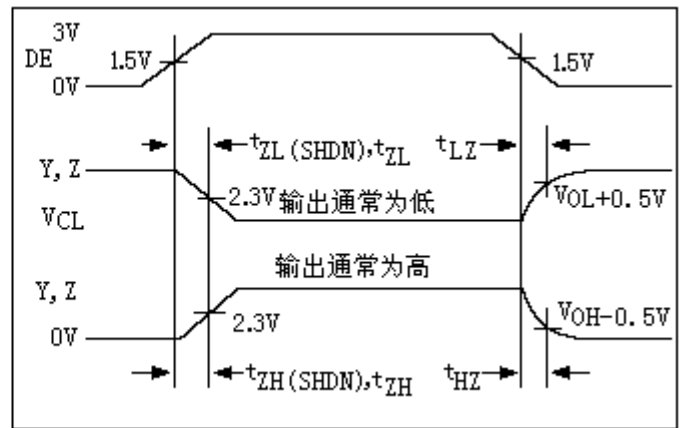 3V
DE
1.5V
1.5V
0V
tZL(SHDN),tZL
tLZ
Y,Z
2.3V
输出通常为低
VOL+0.5V
VCL
输出通常为高
Y,Z
2.3V
VOH-0.5V
0V
tZH(SHDN),tZH
tHZ